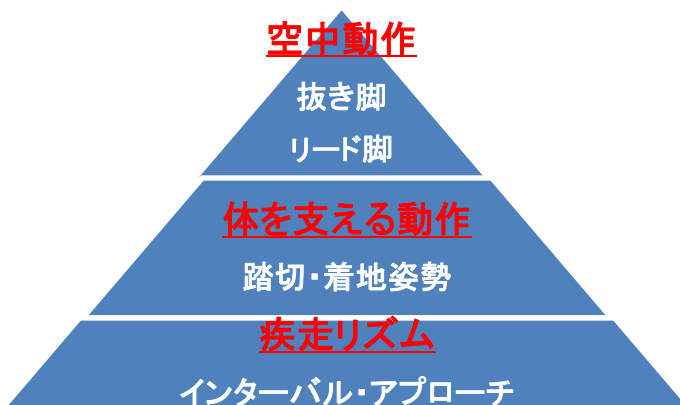 空中動作
抜き脚
リード脚
体を支える動作
踏切・着地姿勢
疾走リズム
インターバル・アプローチ